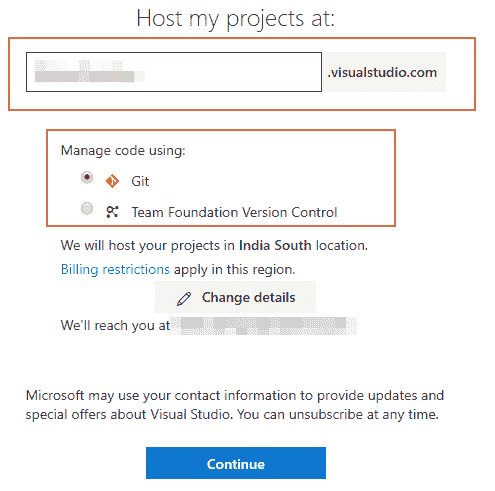 Host my projects at:
.visualstudio.com
Manage code using:
Git
Team Foundation Version Control
We will host your projects in India South location.
Billing restrictions apply in this region.
Change details
We'll reach you at
Microsoft may use your contact information to provide updates and
special offers about Visual Studio. You can unsubscribe at any time.
Continue